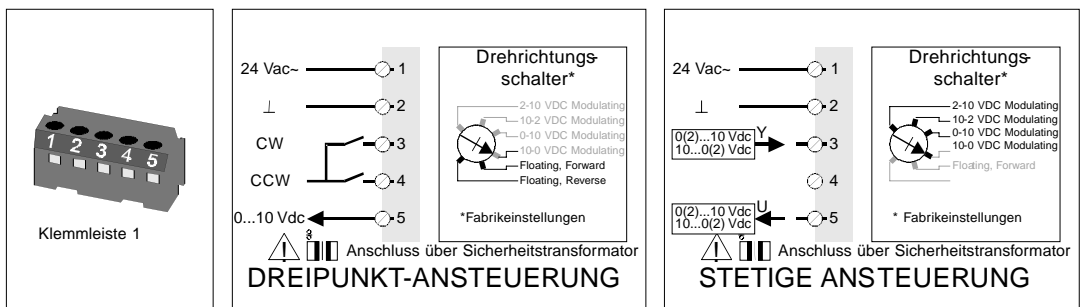 1 2 3 4 5
Klemmleiste 1
24 Vac~ 1
⊥ 2
CW 3
CCW 4
0...10 Vdc 5
Drehrichtungs-
schalter*
2-10 VDC Modulating
10-2 VDC Modulating
0-10 VDC Modulating
10-0 VDC Modulating
Floating, Forward
Floating, Reverse
*Fabrikeinstellungen
Anschluss über Sicherheitstransformator
DREIPUNKT-ANSTEUERUNG
24 Vac~ 1
⊥ 2
0(2)...10 Vdc Y
10...0(2) Vdc 3
4
0(2)...10 Vdc U
10...0(2) Vdc 5
Drehrichtungs-
schalter*
2-10 VDC Modulating
10-2 VDC Modulating
0-10 VDC Modulating
10-0 VDC Modulating
Floating, Forward
* Fabrikeinstellungen
Anschluss über Sicherheitstransformator
STETIGE ANSTEUERUNG